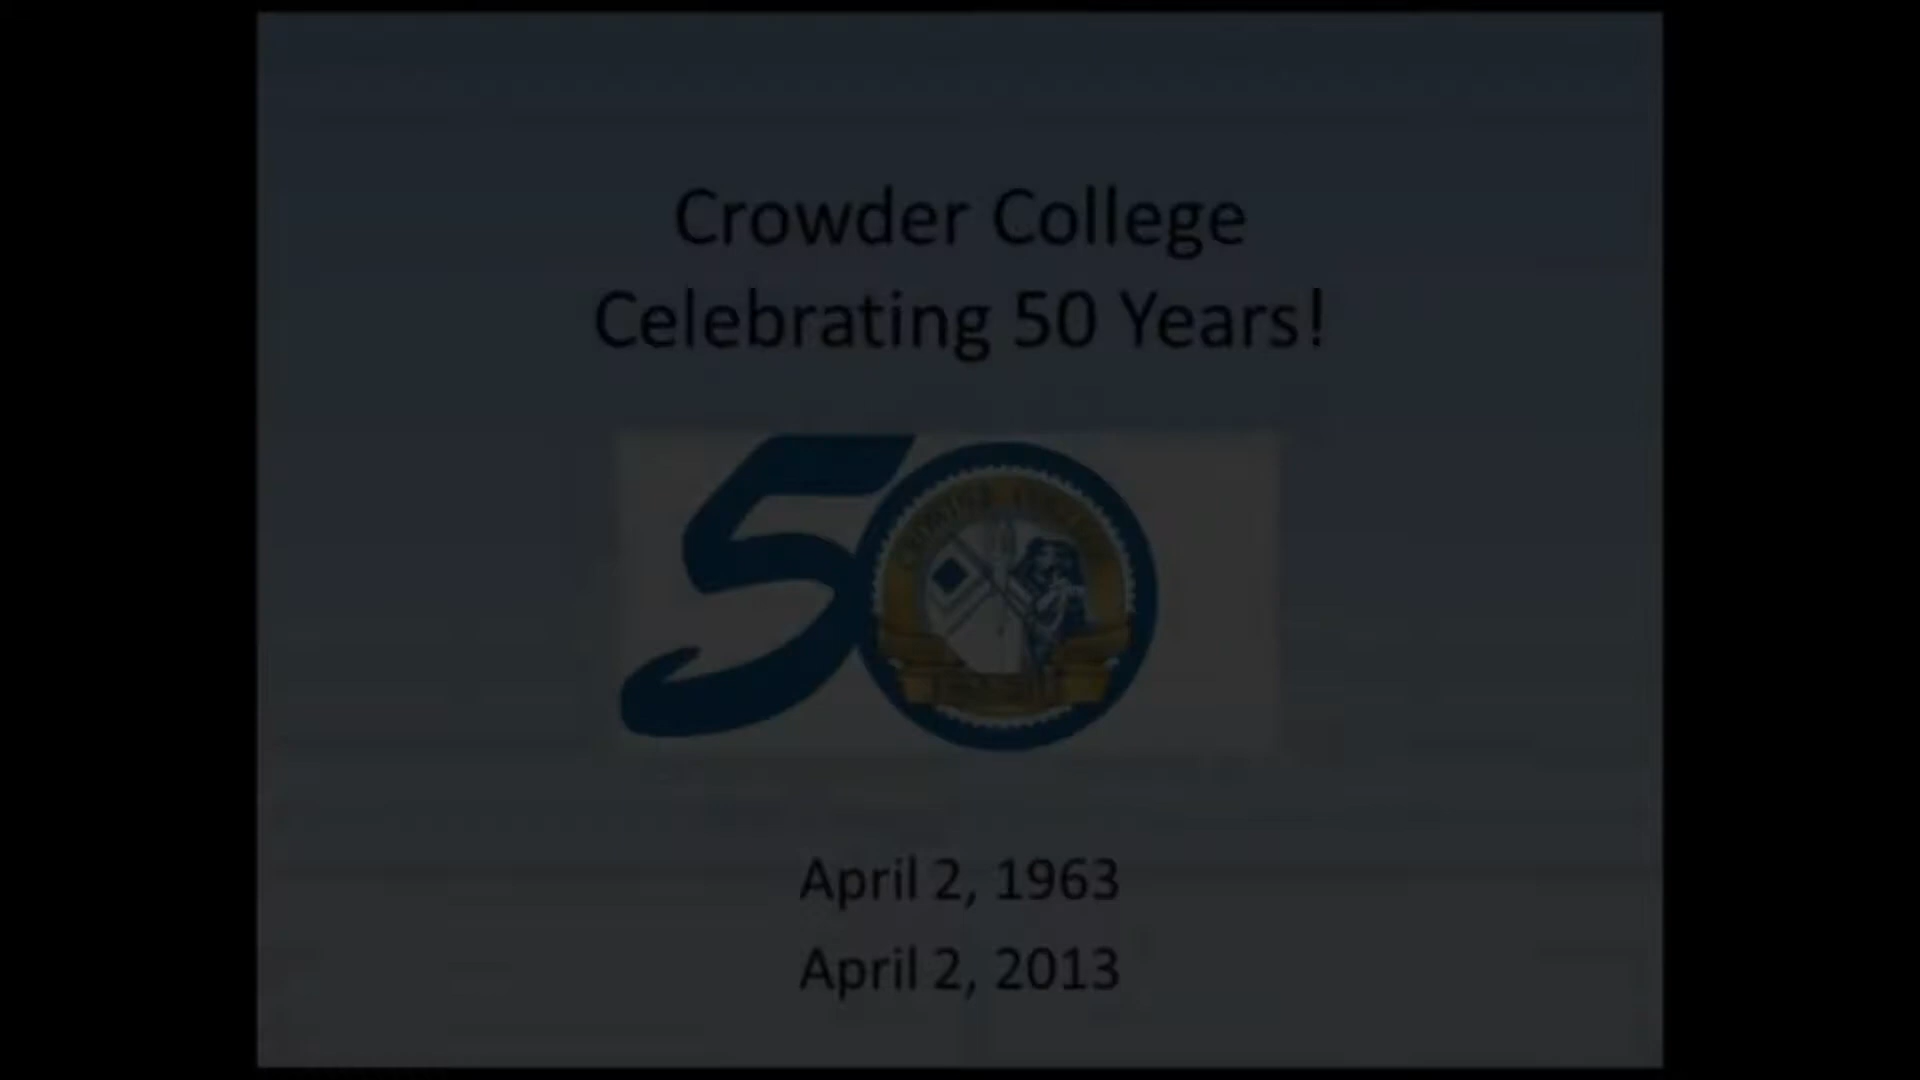 Crowder College
Celebrating 50 Years!
50
April 2, 1963
April 2, 2013